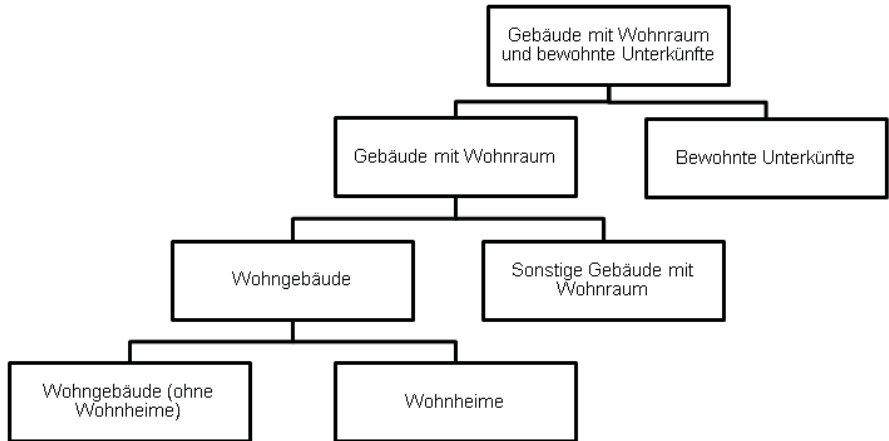 Gebäude mit Wohnraum
und bewohnte Unterkünfte
Gebäude mit Wohnraum
Bewohnte Unterkünfte
Wohngebäude
Sonstige Gebäude mit
Wohnraum
Wohngebäude (ohne
Wohnheime)
Wohnheime